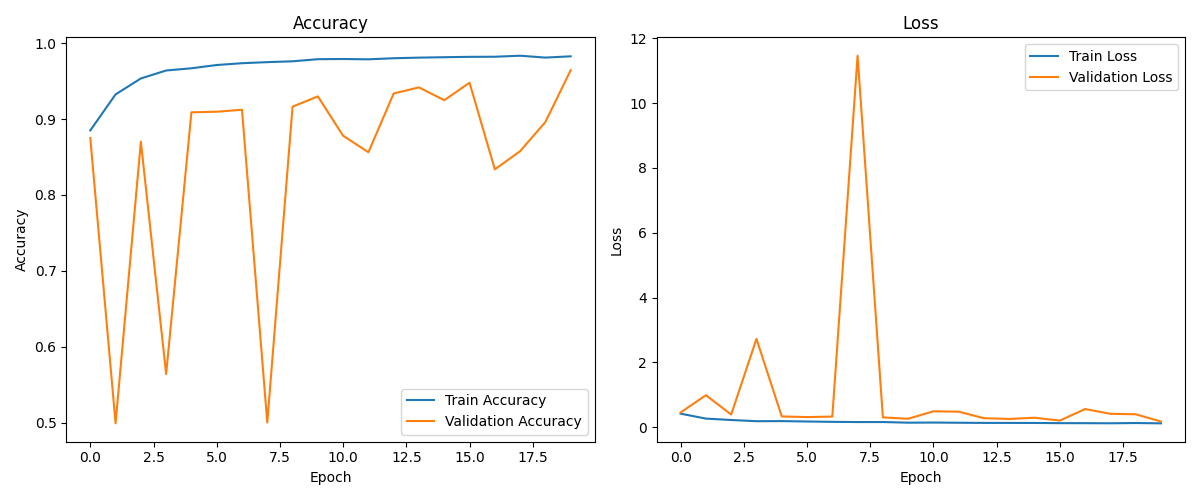 Accuracy
1.0
0.9
0.8
0.7
0.6
0.5
Accuracy
Train Accuracy
Validation Accuracy
0.0 2.5 5.0 7.5 10.0 12.5 15.0 17.5
Epoch
Loss
12
10
8
6
4
2
0
Loss
Train Loss
Validation Loss
0.0 2.5 5.0 7.5 10.0 12.5 15.0 17.5
Epoch